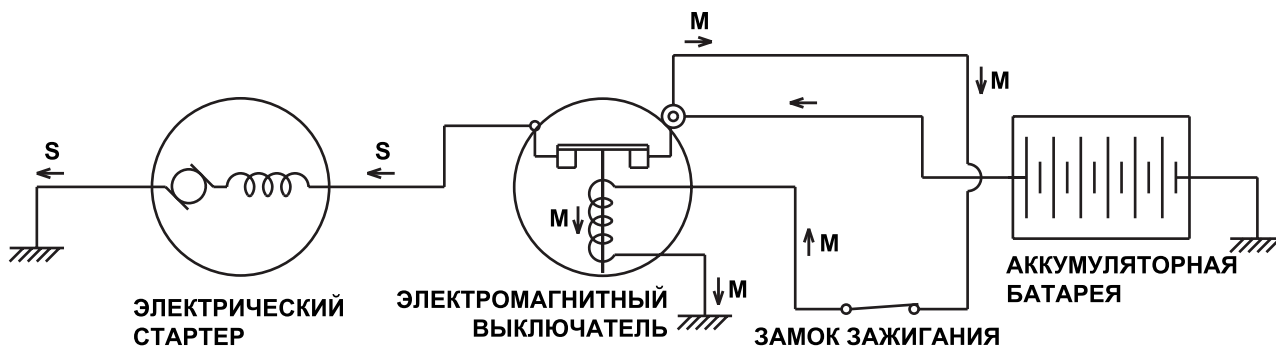 M
M
S
S
M
M
M
ЭЛЕКТРИЧЕСКИЙ
СТАРТЕР
ЭЛЕКТРОМАГНИТНЫЙ
ВЫКЛЮЧАТЕЛЬ
ЗАМОК ЗАЖИГАНИЯ
АККУМУЛЯТОРНАЯ
БАТАРЕЯ